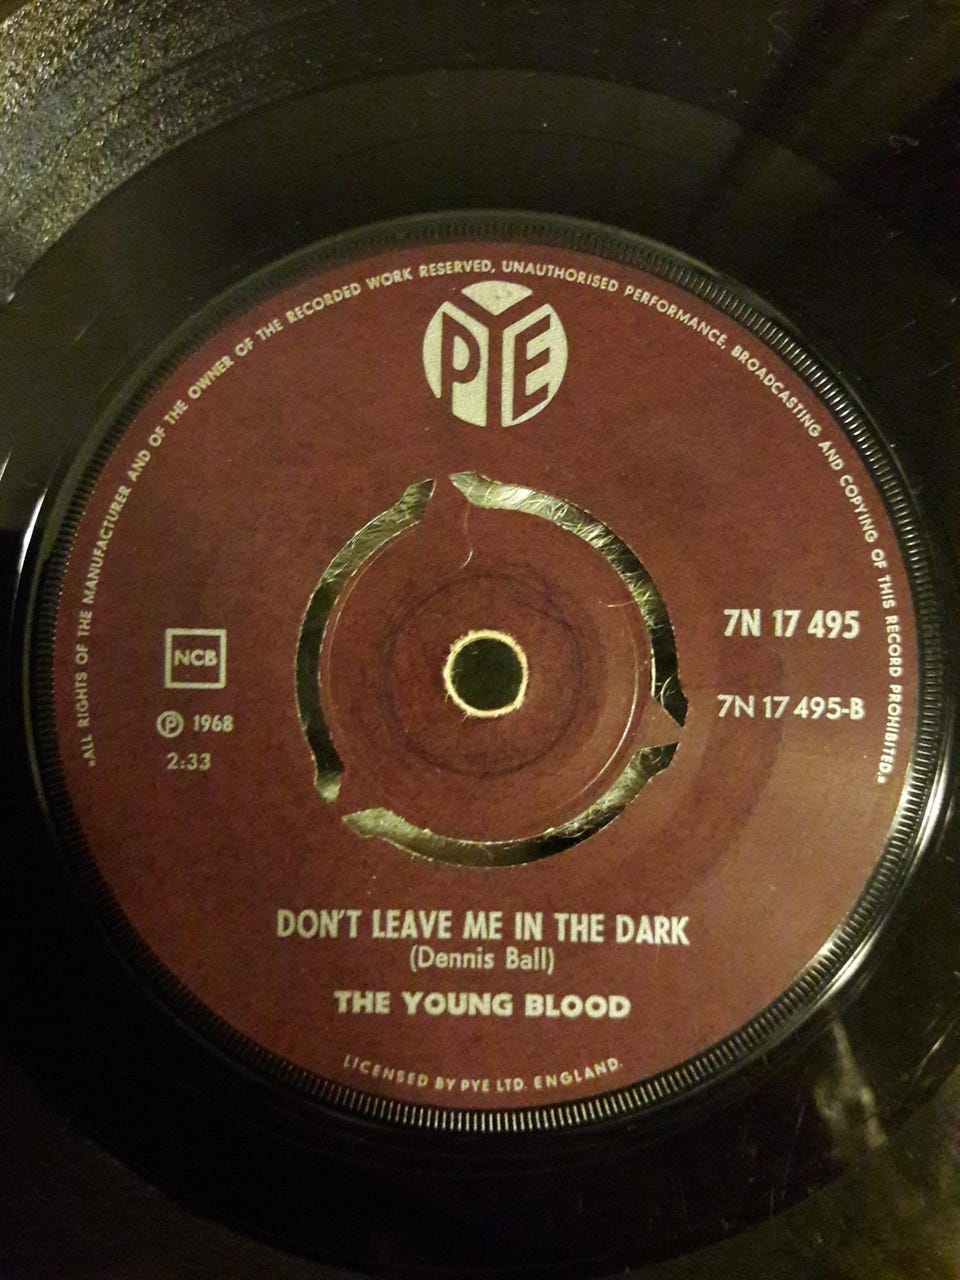 "ALL RIGHTS OF THE MANUFACTURER AND OF THE OWNER OF THE RECORDED WORK RESERVED, UNAUTHORISED PERFORMANCE, BROADCASTING AND COPYING OF THIS RECORD PROHIBITED."
PYE
NCB
℗ 1968
2:33
7N 17 495
7N 17 495-B
DON'T LEAVE ME IN THE DARK
(Dennis Ball)
THE YOUNG BLOOD
LICENSED BY PYE LTD. ENGLAND.